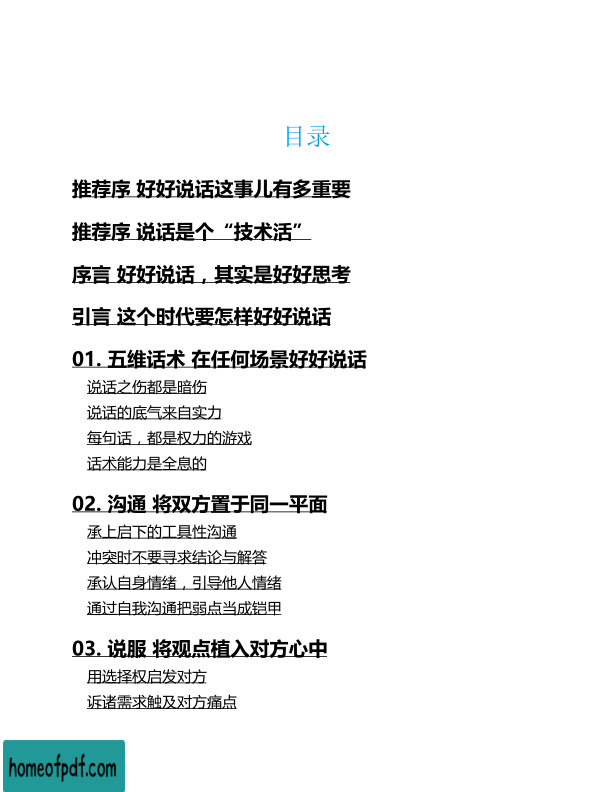 目录
推荐序 好好说话这事儿有多重要
推荐序 说话是个“技术活”
序言 好好说话，其实是好好思考
引言 这个时代要怎样好好说话
01. 五维话术 在任何场景好好说话
说话之伤都是暗伤
说话的底气来自实力
每句话，都是权力的游戏
话术能力是全息的
02. 沟通 将双方置于同一平面
承上启下的工具性沟通
冲突时不要寻求结论与解答
承认自身情绪，引导他人情绪
通过自我沟通把弱点当成铠甲
03. 说服 将观点植入对方心中
用选择权启发对方
诉诸需求触及对方痛点
homeofpdf.com